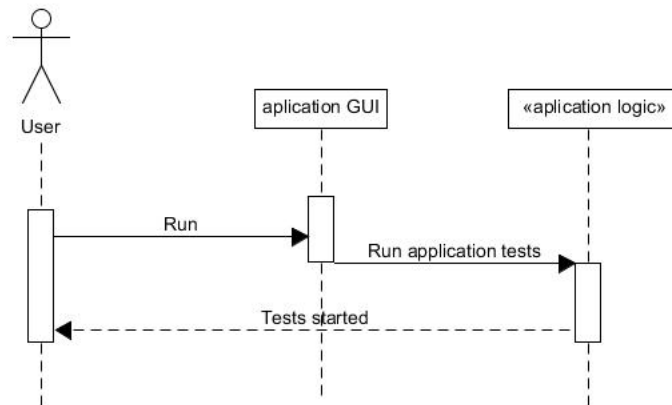 User
aplication GUI
«aplication logic»
Run
Run application tests
Tests started